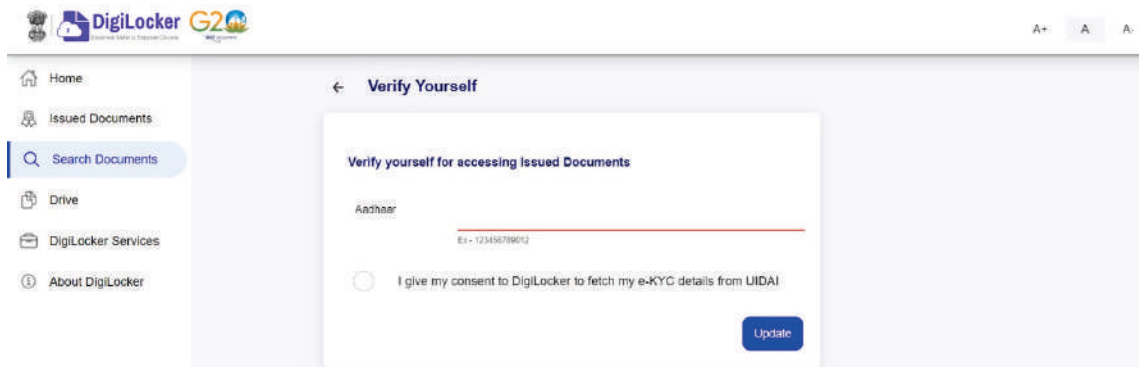 DigiLocker G20
A+ A A-
Home
Issued Documents
Search Documents
Drive
DigiLocker Services
About DigiLocker
Verify Yourself
Verify yourself for accessing Issued Documents
Aadhaar
Ex - 123456789012
I give my consent to DigiLocker to fetch my e-KYC details from UIDAI
Update